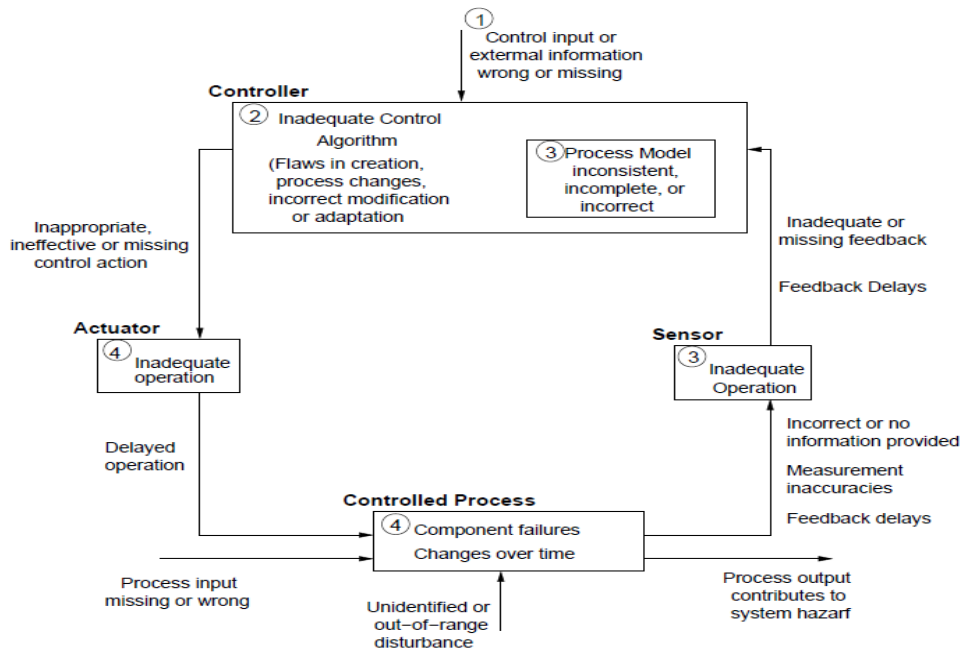 1
Control input or
external information
wrong or missing
Controller
2 Inadequate Control
Algorithm
(Flaws in creation,
process changes,
incorrect modification
or adaptation
3 Process Model
inconsistent,
incomplete, or
incorrect
Inappropriate,
ineffective or missing
control action
Inadequate or
missing feedback
Feedback Delays
Actuator
4 Inadequate
operation
Sensor
3 Inadequate
Operation
Delayed
operation
Incorrect or no
information provided
Measurement
inaccuracies
Feedback delays
Controlled Process
4 Component failures
Changes over time
Process input
missing or wrong
Unidentified or
out-of-range
disturbance
Process output
contributes to
system hazarf